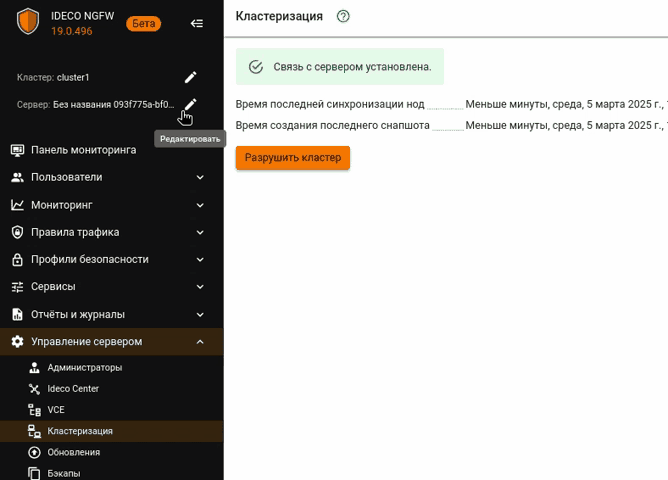 IDECO NGFW
19.0.496
Бета
Кластер: cluster1
Сервер: Без названия 093f775a-bf0...
Редактировать
Панель мониторинга
Пользователи
Мониторинг
Правила трафика
Профили безопасности
Сервисы
Отчёты и журналы
Управление сервером
Администраторы
Ideco Center
VCE
Кластеризация
Обновления
Бэкапы
Кластеризация
Связь с сервером установлена.
Время последней синхронизации нод Меньше минуты, среда, 5 марта 2025 г.,
Время создания последнего снапшота Меньше минуты, среда, 5 марта 2025 г.,
Разрушить кластер